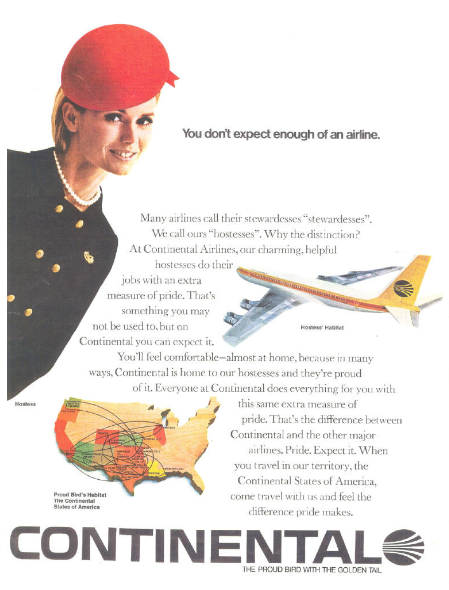 You don't expect enough of an airline.
Many airlines call their stewardesses "stewardesses".
We call ours "hostesses". Why the distinction?
At Continental Airlines, our charming, helpful
hostesses do their
jobs with an extra
measure of pride. That's
something you may
not be used to, but on
Continental you can expect it.
Hostess' Habitat
You'll feel comfortable—almost at home, because in many
ways, Continental is home to our hostesses and they're proud
of it. Everyone at Continental does everything for you with
this same extra measure of
pride. That's the difference between
Continental and the other major
airlines. Pride. Expect it. When
you travel in our territory, the
Continental States of America,
come travel with us and feel the
difference pride makes.
Hostess
Proud Bird's Habitat
The Continental
States of America
CONTINENTAL
THE PROUD BIRD WITH THE GOLDEN TAIL